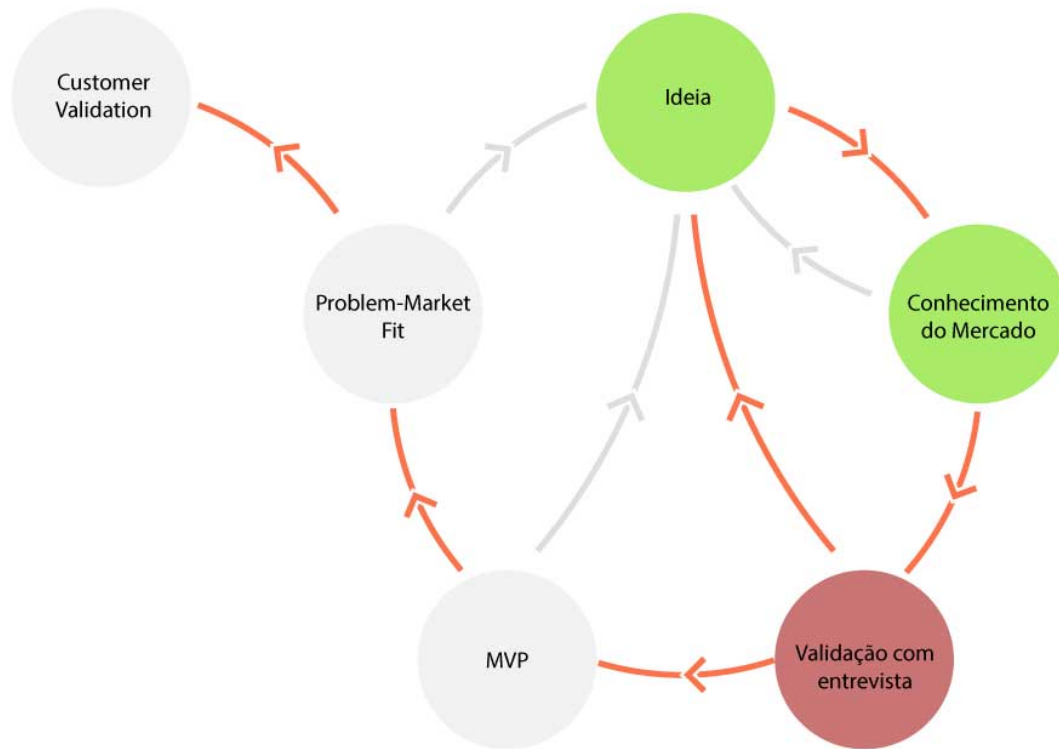 Customer
Validation
Ideia
Problem-Market
Fit
Conhecimento
do Mercado
MVP
Validação com
entrevista